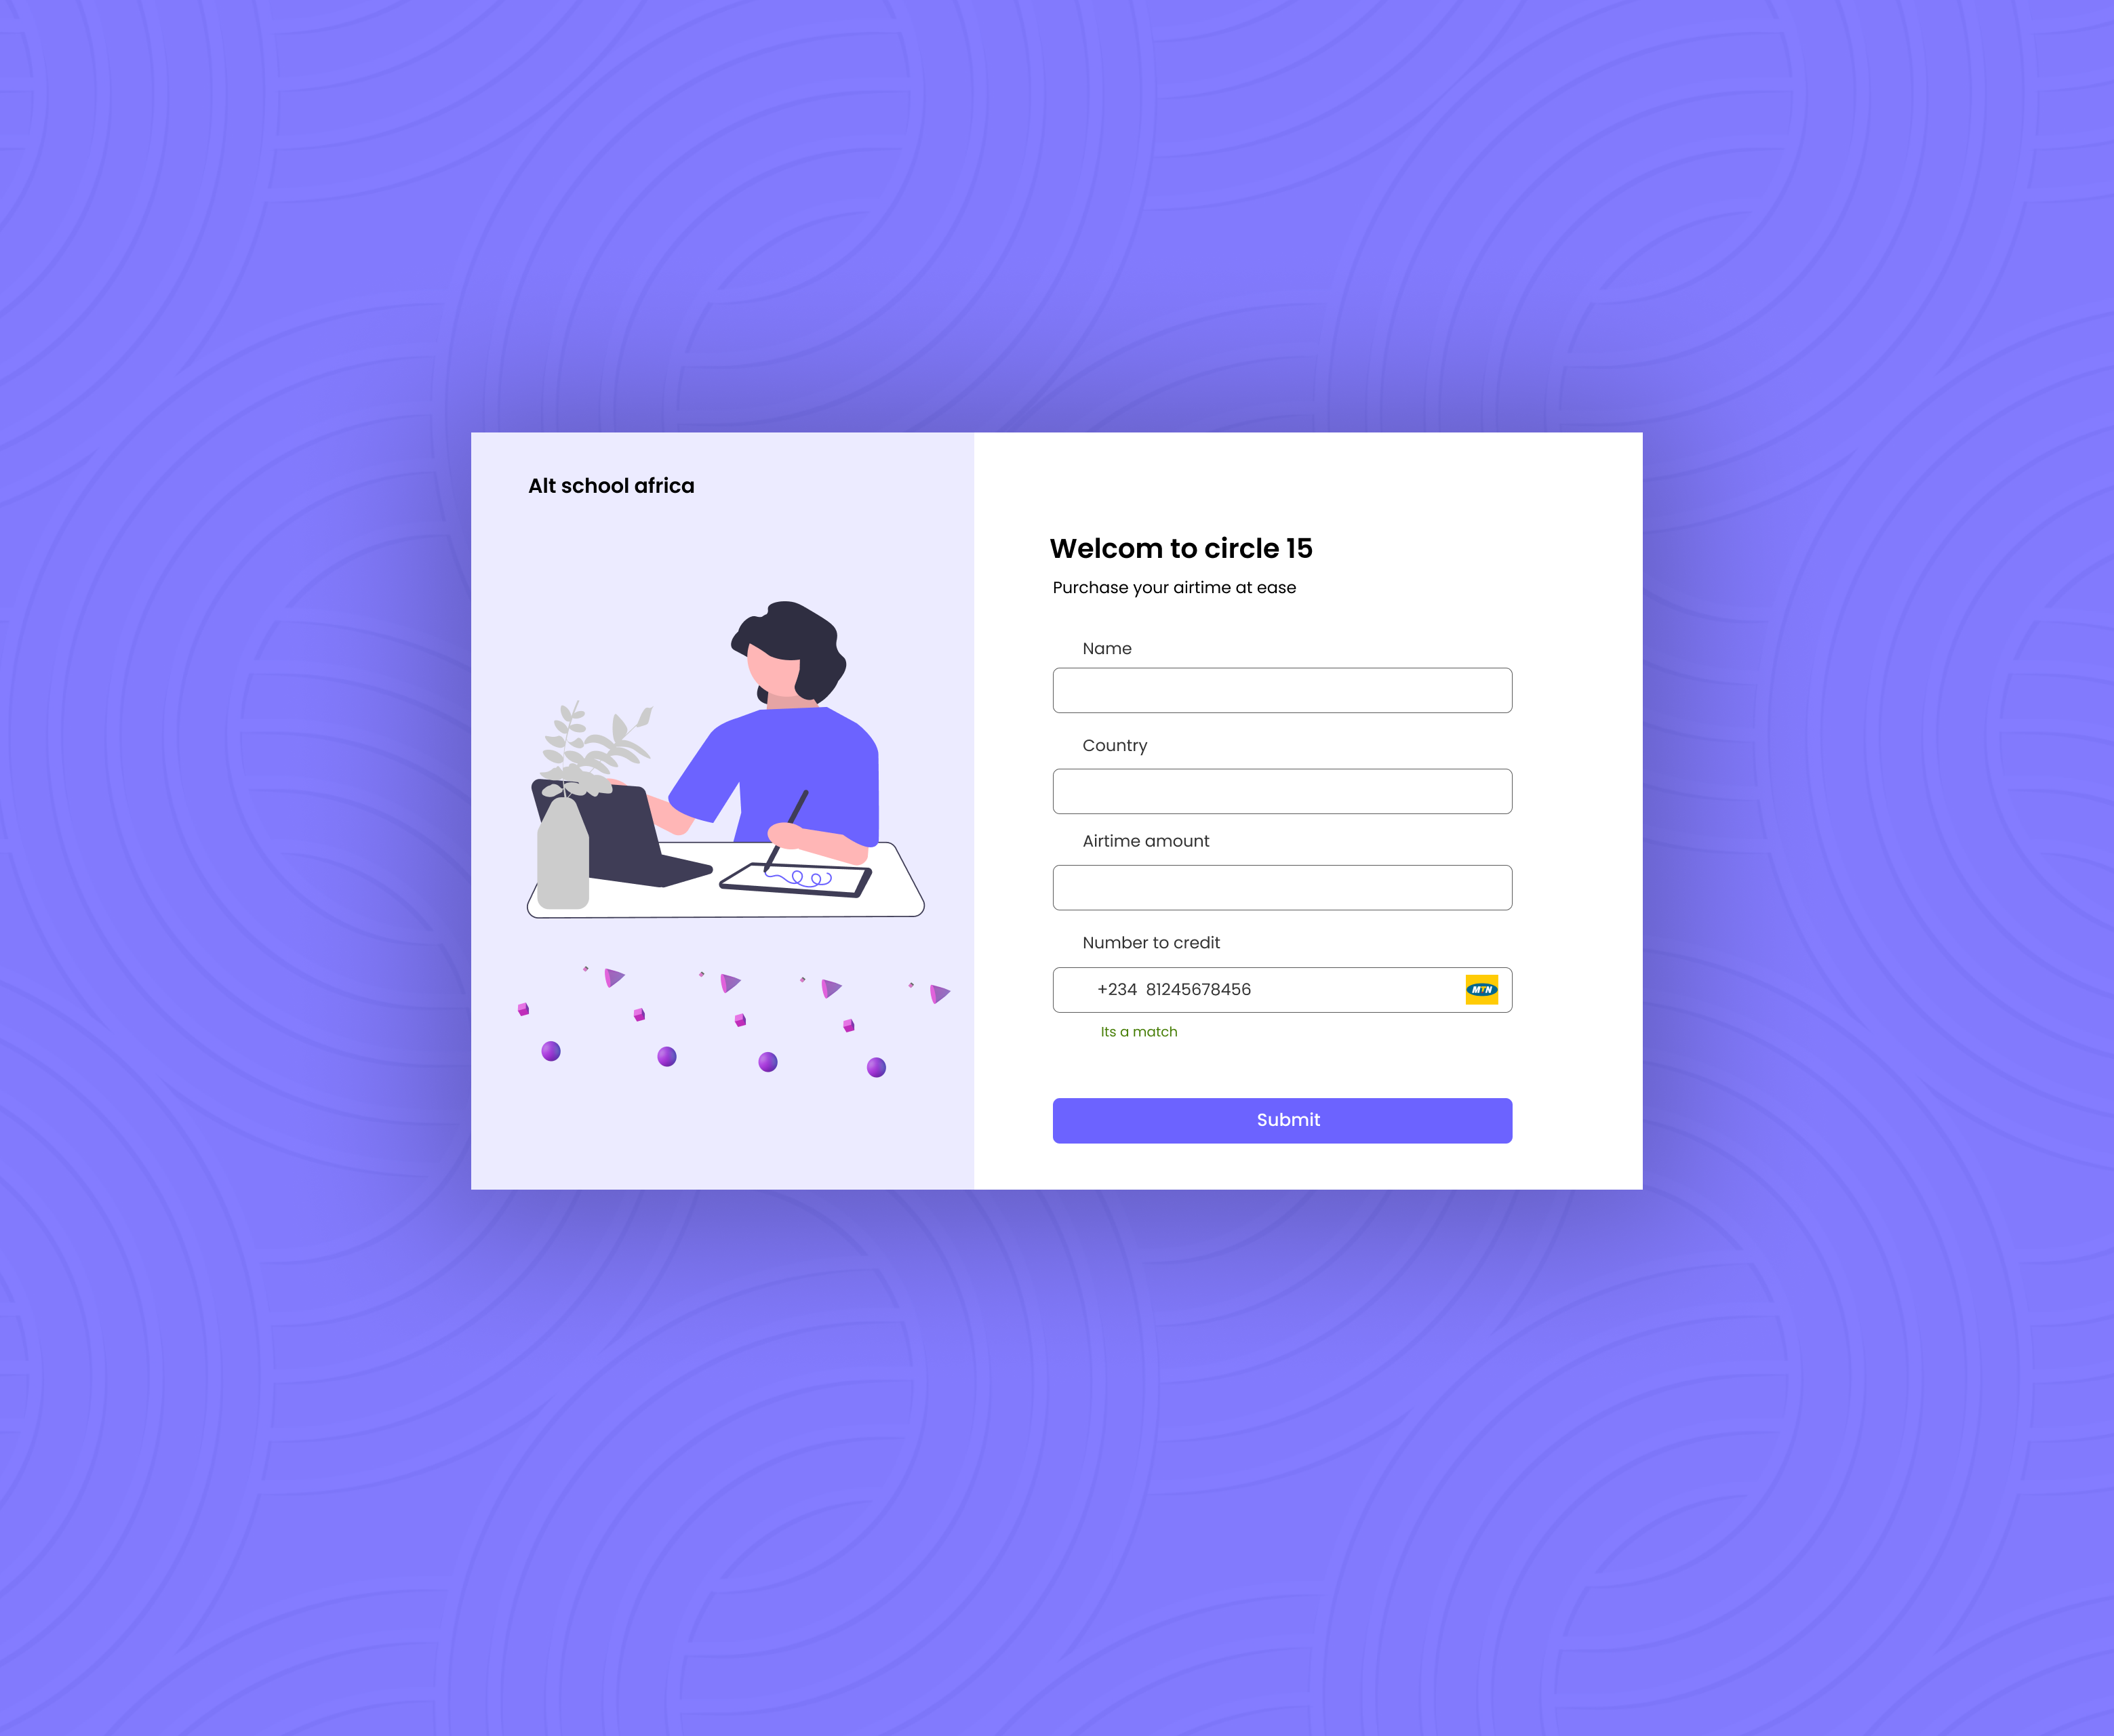 Alt school africa
Welcom to circle 15
Purchase your airtime at ease
Name
Country
Airtime amount
Number to credit
+234 81245678456
MTN
Its a match
Submit